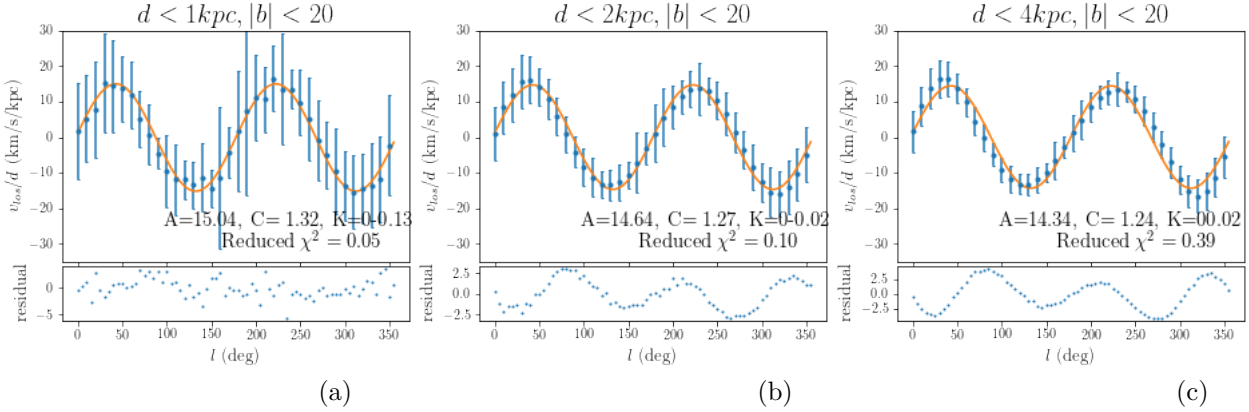 d < 1kpc, |b| < 20
30
20
10
0
−10
−20
−30
v_los/d (km/s/kpc)
A=15.04, C= 1.32, K=0-0.13
Reduced χ² = 0.05
0
−5
residual
0 50 100 150 200 250 300 350
l (deg)
(a)
d < 2kpc, |b| < 20
30
20
10
0
−10
−20
−30
v_los/d (km/s/kpc)
A=14.64, C= 1.27, K=0-0.02
Reduced χ² = 0.10
2.5
0.0
−2.5
residual
0 50 100 150 200 250 300 350
l (deg)
(b)
d < 4kpc, |b| < 20
30
20
10
0
−10
−20
−30
v_los/d (km/s/kpc)
A=14.34, C= 1.24, K=00.02
Reduced χ² = 0.39
2.5
0.0
−2.5
residual
0 50 100 150 200 250 300 350
l (deg)
(c)